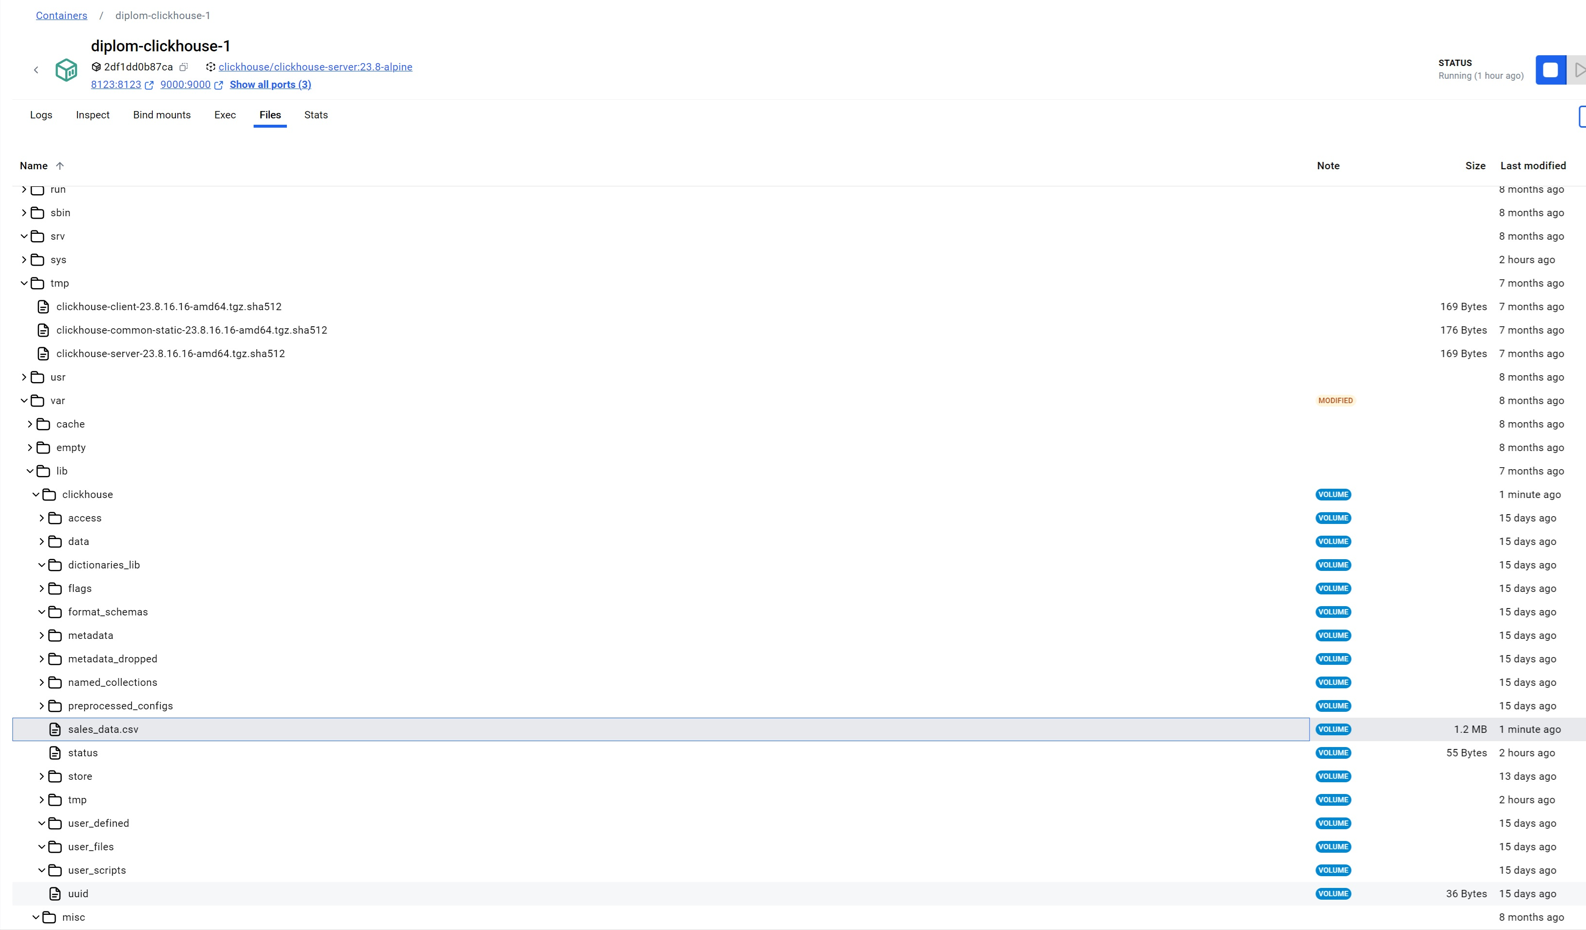 Containers / diplom-clickhouse-1
diplom-clickhouse-1
2df1dd0b87ca clickhouse/clickhouse-server:23.8-alpine
8123:8123 9000:9000 Show all ports (3)
STATUS
Running (1 hour ago)
Logs Inspect Bind mounts Exec Files Stats
Name Note Size Last modified
run 8 months ago
sbin 8 months ago
srv 8 months ago
sys 2 hours ago
tmp 7 months ago
clickhouse-client-23.8.16.16-amd64.tgz.sha512 169 Bytes 7 months ago
clickhouse-common-static-23.8.16.16-amd64.tgz.sha512 176 Bytes 7 months ago
clickhouse-server-23.8.16.16-amd64.tgz.sha512 169 Bytes 7 months ago
usr 8 months ago
var MODIFIED 8 months ago
cache 8 months ago
empty 8 months ago
lib 7 months ago
clickhouse VOLUME 1 minute ago
access VOLUME 15 days ago
data VOLUME 15 days ago
dictionaries_lib VOLUME 15 days ago
flags VOLUME 15 days ago
format_schemas VOLUME 15 days ago
metadata VOLUME 15 days ago
metadata_dropped VOLUME 15 days ago
named_collections VOLUME 15 days ago
preprocessed_configs VOLUME 15 days ago
sales_data.csv VOLUME 1.2 MB 1 minute ago
status VOLUME 55 Bytes 2 hours ago
store VOLUME 13 days ago
tmp VOLUME 2 hours ago
user_defined VOLUME 15 days ago
user_files VOLUME 15 days ago
user_scripts VOLUME 15 days ago
uuid VOLUME 36 Bytes 15 days ago
misc 8 months ago